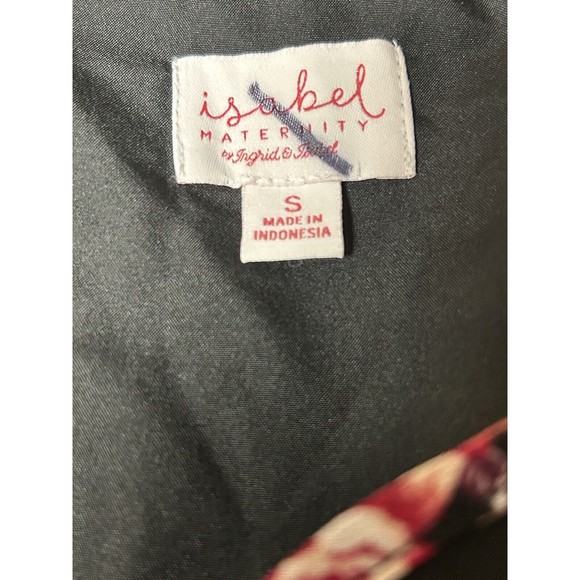 isabel
MATERNITY
by Ingrid & Isabel
S
MADE IN
INDONESIA